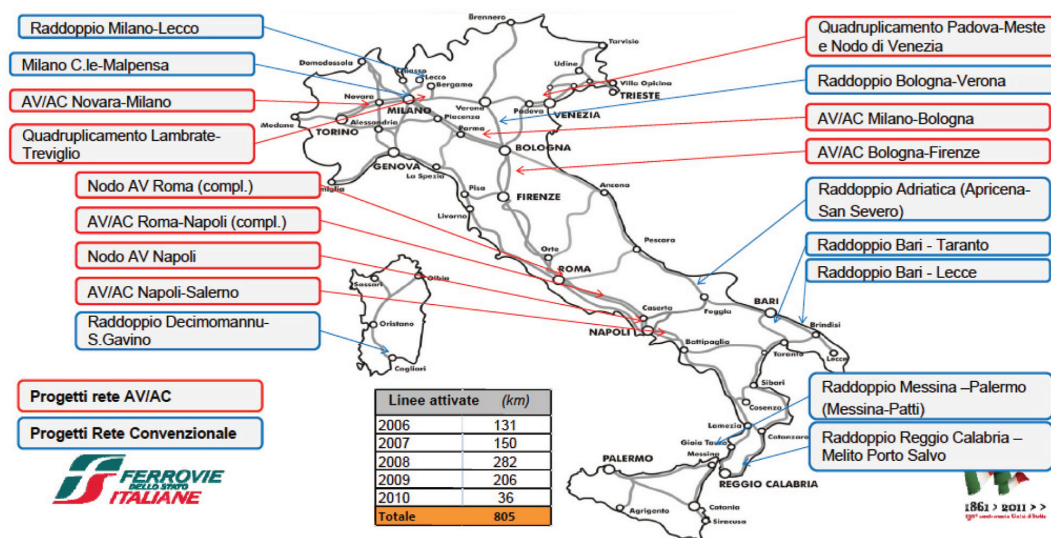 Raddoppio Milano-Lecco
Milano C.le-Malpensa
AV/AC Novara-Milano
Quadruplicamento Lambrate-
Treviglio
Nodo AV Roma (compl.)
AV/AC Roma-Napoli (compl.)
Nodo AV Napoli
AV/AC Napoli-Salerno
Raddoppio Decimomannu-
S.Gavino
Quadruplicamento Padova-Meste
e Nodo di Venezia
Raddoppio Bologna-Verona
AV/AC Milano-Bologna
AV/AC Bologna-Firenze
Raddoppio Adriatica (Apricena-
San Severo)
Raddoppio Bari - Taranto
Raddoppio Bari - Lecce
Raddoppio Messina –Palermo
(Messina-Patti)
Raddoppio Reggio Calabria –
Melito Porto Salvo
Brennero
Tarvisio
Domodossola
Udine
Lecco
Bergamo
Villa Opicina
TRIESTE
Novara
MILANO
Verona
Padova
VENEZIA
Modane
TORINO
Alessandria
Piacenza
Parma
BOLOGNA
GENOVA
La Spezia
Pisa
FIRENZE
Ancona
Livorno
Pescara
Orte
ROMA
Olbia
Sassari
Oristano
Cagliari
Caserta
Foggia
BARI
NAPOLI
Battipaglia
Brindisi
Taranto
Lecce
Sibari
Cosenza
Lamezia
Catanzaro
Gioia Tauro
Messina
PALERMO
REGGIO CALABRIA
Catania
Agrigento
Siracusa
Progetti rete AV/AC
Progetti Rete Convenzionale
FERROVIE
DELLO STATO
ITALIANE
Linee attivate (km)
2006 131
2007 150
2008 282
2009 206
2010 36
Totale 805
1861 > 2011 > >